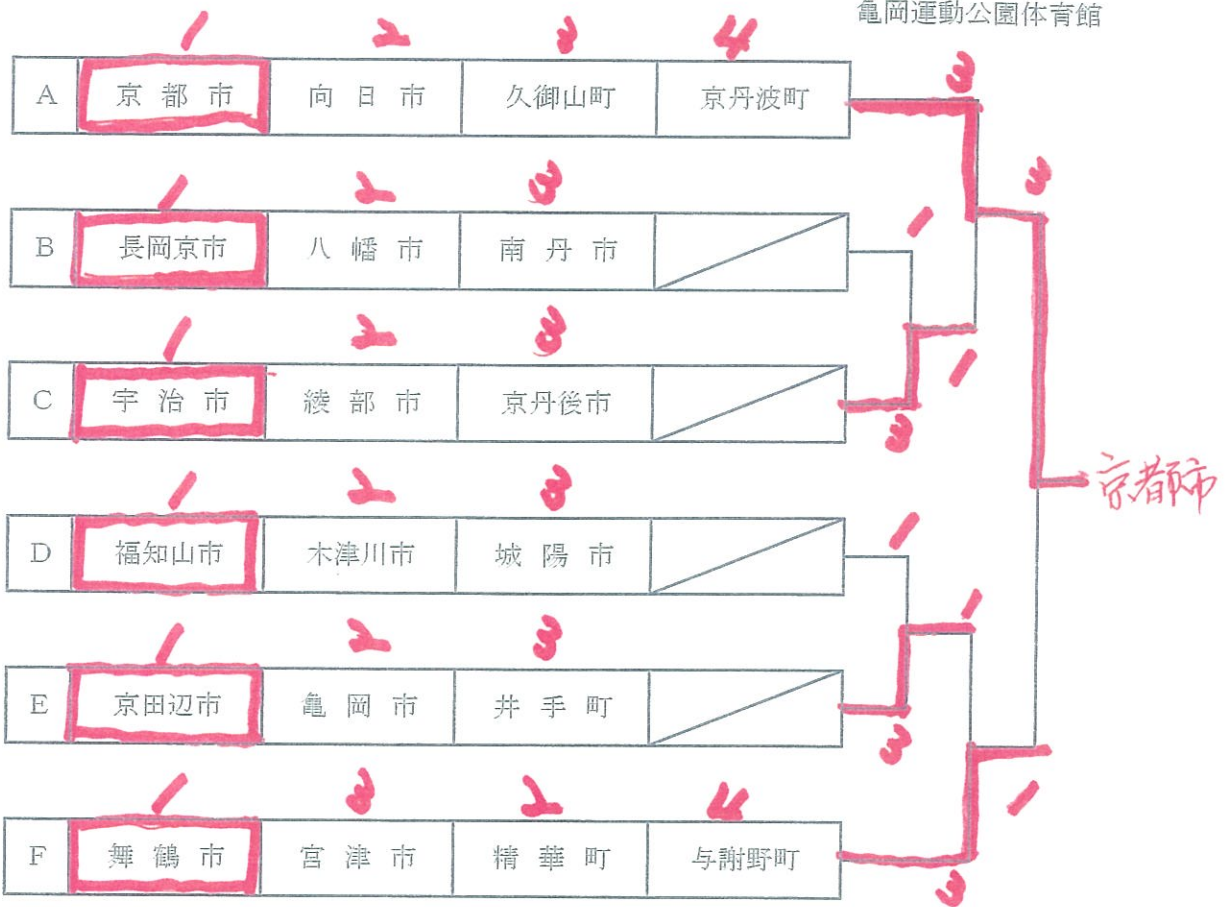 亀岡運動公園体育館
1 2 3 4 3
A 京都市 向日市 久御山町 京丹波町
3
1 2 3 1
B 長岡京市 八幡市 南丹市
1 2 3 1
C 宇治市 綾部市 京丹後市
3
京都市
1 2 3 1
D 福知山市 木津川市 城陽市
1 2 3 1
E 京田辺市 亀岡市 井手町
3
1 3 2 4 1
F 舞鶴市 宮津市 精華町 与謝野町
3